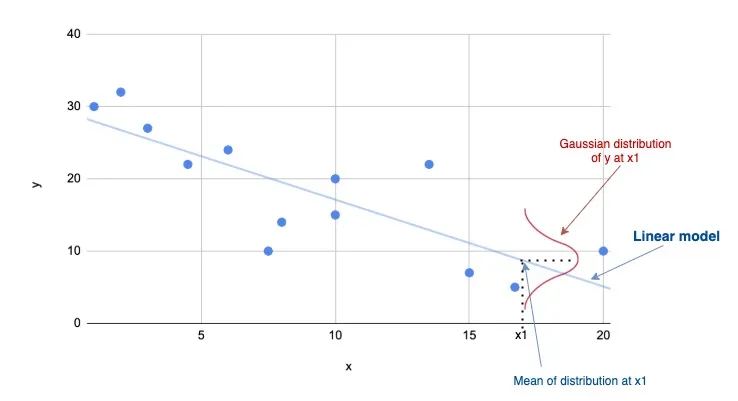 40
30
20
10
0
y
Gaussian distribution
of y at x1
Linear model
5
10
15
x1
20
x
Mean of distribution at x1